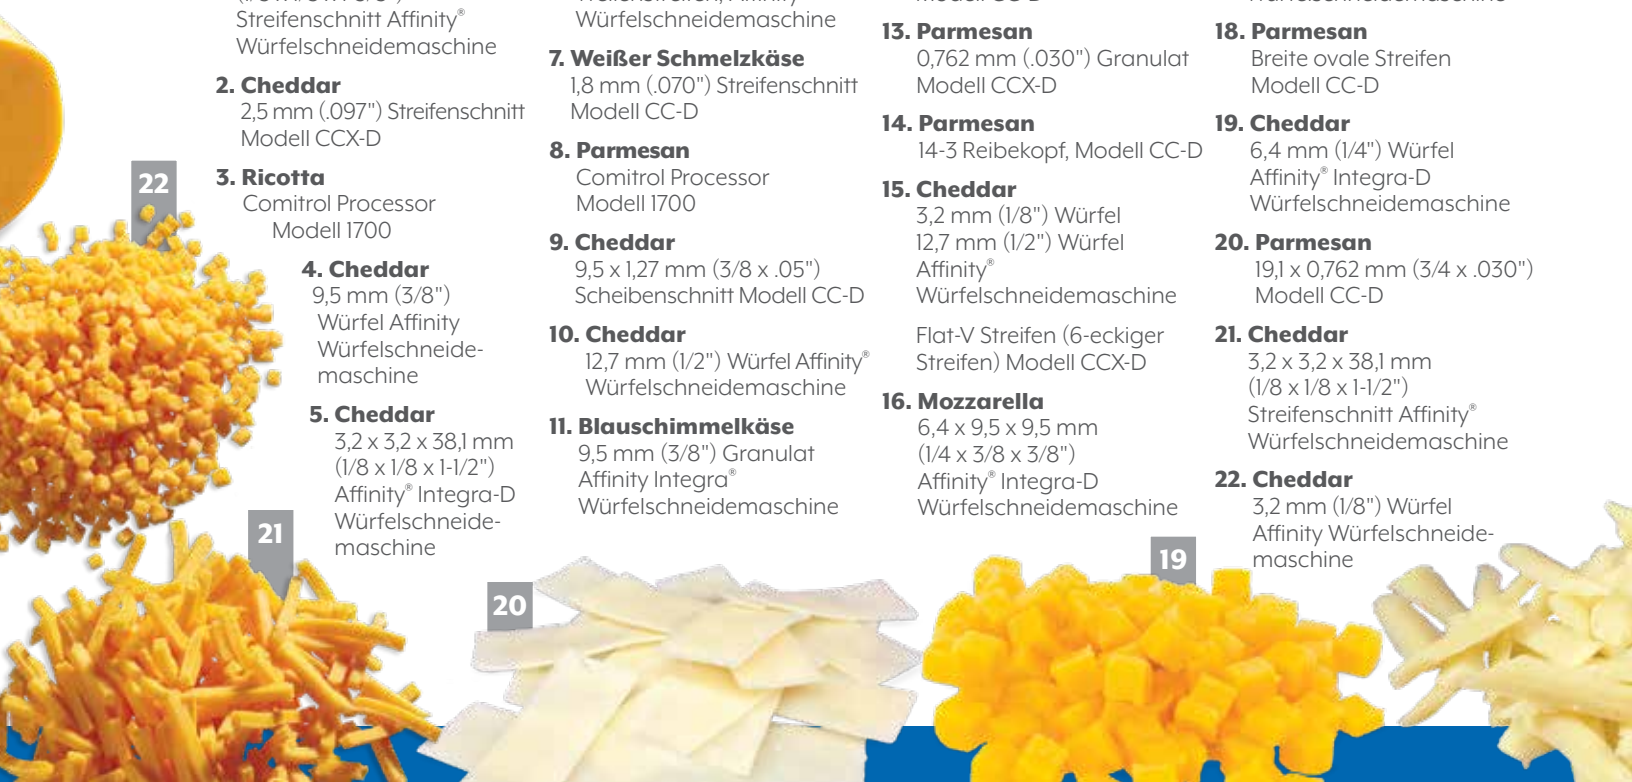 Streifenschnitt Affinity®
Würfelschneidemaschine
2. Cheddar
2,5 mm (.097") Streifenschnitt
Modell CCX-D
3. Ricotta
Comitrol Processor
Modell 1700
4. Cheddar
9,5 mm (3/8")
Würfel Affinity
Würfelschneide-
maschine
5. Cheddar
3,2 x 3,2 x 38,1 mm
(1/8 x 1/8 x 1-1/2")
Affinity® Integra-D
Würfelschneide-
maschine
Würfelschneidemaschine
7. Weißer Schmelzkäse
1,8 mm (.070") Streifenschnitt
Modell CC-D
8. Parmesan
Comitrol Processor
Modell 1700
9. Cheddar
9,5 x 1,27 mm (3/8 x .05")
Scheibenschnitt Modell CC-D
10. Cheddar
12,7 mm (1/2") Würfel Affinity®
Würfelschneidemaschine
11. Blauschimmelkäse
9,5 mm (3/8") Granulat
Affinity Integra®
Würfelschneidemaschine
13. Parmesan
0,762 mm (.030") Granulat
Modell CCX-D
14. Parmesan
14-3 Reibekopf, Modell CC-D
15. Cheddar
3,2 mm (1/8") Würfel
12,7 mm (1/2") Würfel
Affinity®
Würfelschneidemaschine
Flat-V Streifen (6-eckiger
Streifen) Modell CCX-D
16. Mozzarella
6,4 x 9,5 x 9,5 mm
(1/4 x 3/8 x 3/8")
Affinity® Integra-D
Würfelschneidemaschine
18. Parmesan
Breite ovale Streifen
Modell CC-D
19. Cheddar
6,4 mm (1/4") Würfel
Affinity® Integra-D
Würfelschneidemaschine
20. Parmesan
19,1 x 0,762 mm (3/4 x .030")
Modell CC-D
21. Cheddar
3,2 x 3,2 x 38,1 mm
(1/8 x 1/8 x 1-1/2")
Streifenschnitt Affinity®
Würfelschneidemaschine
22. Cheddar
3,2 mm (1/8") Würfel
Affinity Würfelschneide-
maschine
22
21
20
19